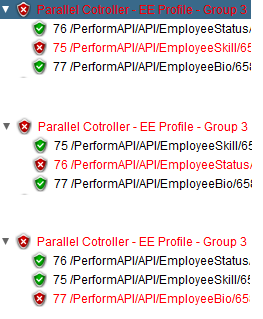 Parallel Cotroller - EE Profile - Group 3
76 /PerformAPI/API/EmployeeStatus/
75 /PerformAPI/API/EmployeeSkill/6
77 /PerformAPI/API/EmployeeBio/658
Parallel Cotroller - EE Profile - Group 3
75 /PerformAPI/API/EmployeeSkill/65
76 /PerformAPI/API/EmployeeStatus/
77 /PerformAPI/API/EmployeeBio/658
Parallel Cotroller - EE Profile - Group 3
76 /PerformAPI/API/EmployeeStatus.
75 /PerformAPI/API/EmployeeSkill/6
77 /PerformAPI/API/EmployeeBio/65